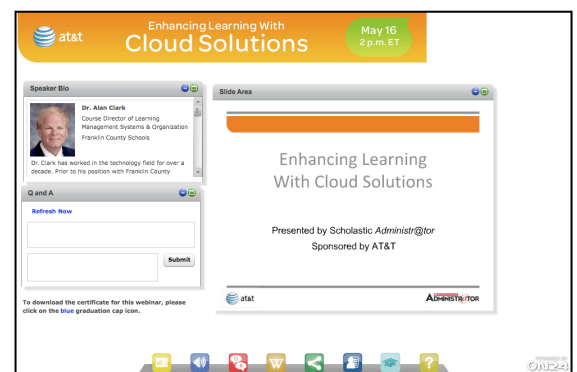 at&t
Enhancing Learning With
Cloud Solutions
May 16
2 p.m. ET
Speaker Bio
Dr. Alan Clark
Course Director of Learning
Management Systems & Organization
Franklin County Schools
Dr. Clark has worked in the technology field for over a
decade. Prior to his position with Franklin County
Q and A
Refresh Now
Submit
To download the certificate for this webinar, please
click on the blue graduation cap icon.
Slide Area
Enhancing Learning
With Cloud Solutions
Presented by Scholastic Administr@tor
Sponsored by AT&T
at&t
ADMINISTR@TOR
Q
A
W
?
POWERED BY
ON24